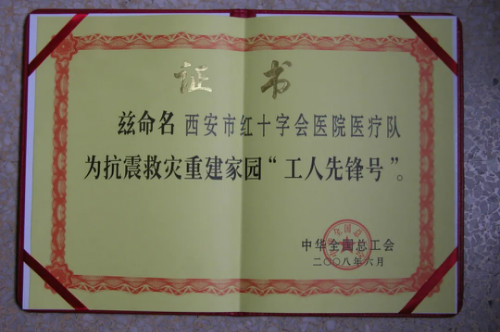 证书
兹命名 西安市红十字会医院医疗队
为抗震救灾重建家园“工人先锋号”。
中华全国总工会
二〇〇八年六月